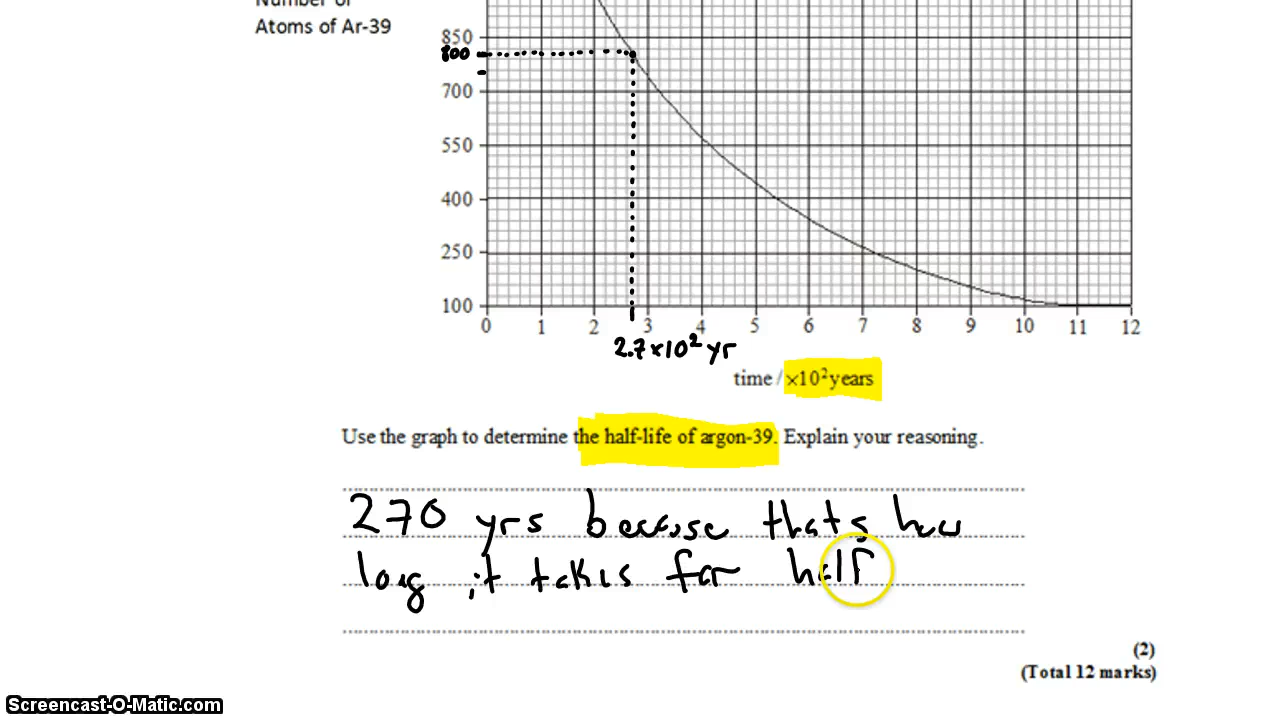 Number of
Atoms of Ar-39
850
800
700
550
400
250
100
0 1 2 3 4 5 6 7 8 9 10 11 12
2.7 x 10² yr
time / ×10² years
Use the graph to determine the half-life of argon-39. Explain your reasoning.
270 yrs because thats how
long it takes for half
(2)
(Total 12 marks)
Screencast-O-Matic.com